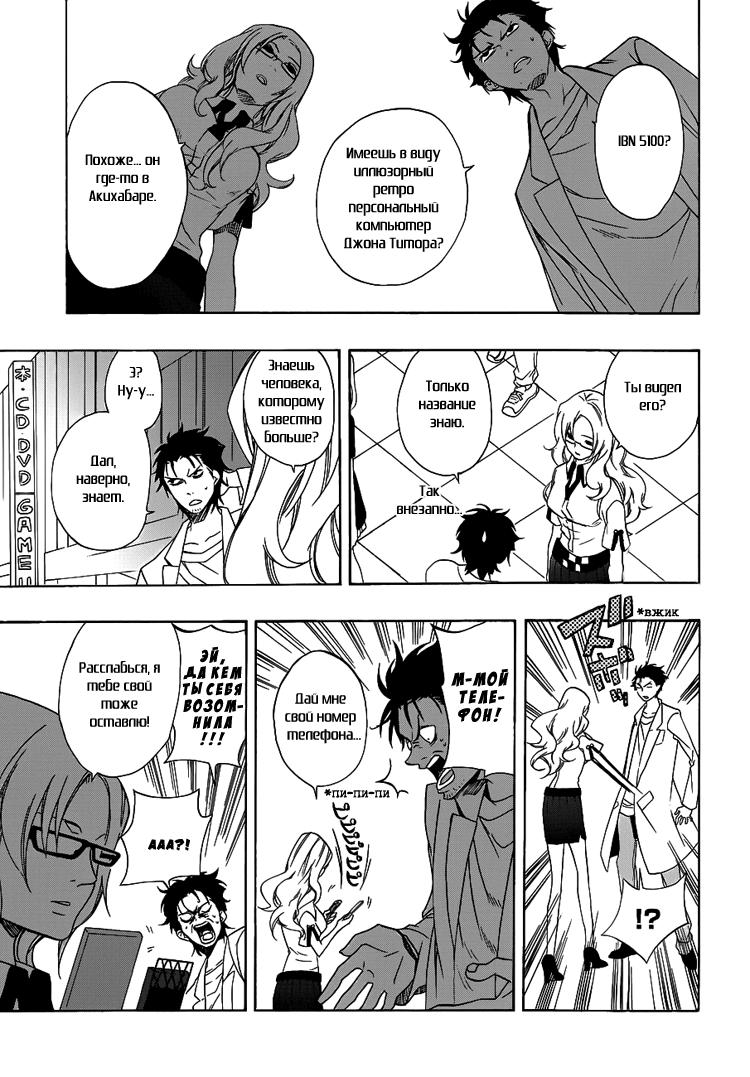 IBN 5100?
Имеешь в виду
иллюзорный
ретро
персональный
компьютер
Джона Титора?
Похоже... он
где-то в
Акихабаре.
Ты видел
его?
Только
название
знаю.
Так
внезапно...
Знаешь
человека,
которому
известно
больше?
Э?
Ну-у...
Дал,
наверно,
знает.
本・CD・DVD GAME
*вжик
!?
М-МОЙ
ТЕЛЕ-
ФОН!
Дай мне
свой номер
телефона...
*пи-пи-пи
ЭЙ,
ДА КЕМ
ТЫ СЕБЯ
ВОЗОМ-
НИЛА
!!!
Расслабься, я
тебе свой
тоже
оставлю!
ААА?!